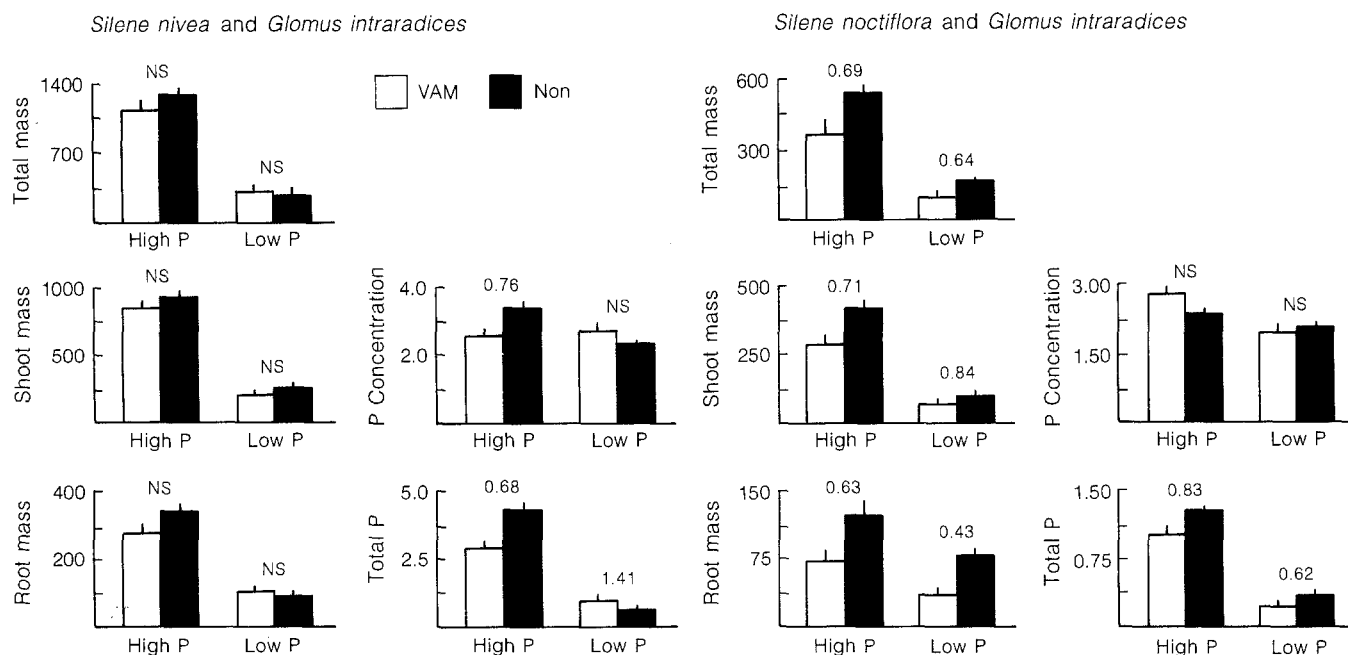 Silene nivea and Glomus intraradices
Silene noctiflora and Glomus intraradices
VAM
Non
Total mass
1400
700
NS
NS
High P
Low P
Total mass
600
300
0.69
0.64
High P
Low P
Shoot mass
1000
500
NS
NS
High P
Low P
P Concentration
4.0
2.0
0.76
NS
High P
Low P
Shoot mass
500
250
0.71
0.84
High P
Low P
P Concentration
3.00
1.50
NS
NS
High P
Low P
Root mass
400
200
NS
NS
High P
Low P
Total P
5.0
2.5
0.68
1.41
High P
Low P
Root mass
150
75
0.63
0.43
High P
Low P
Total P
1.50
0.75
0.83
0.62
High P
Low P